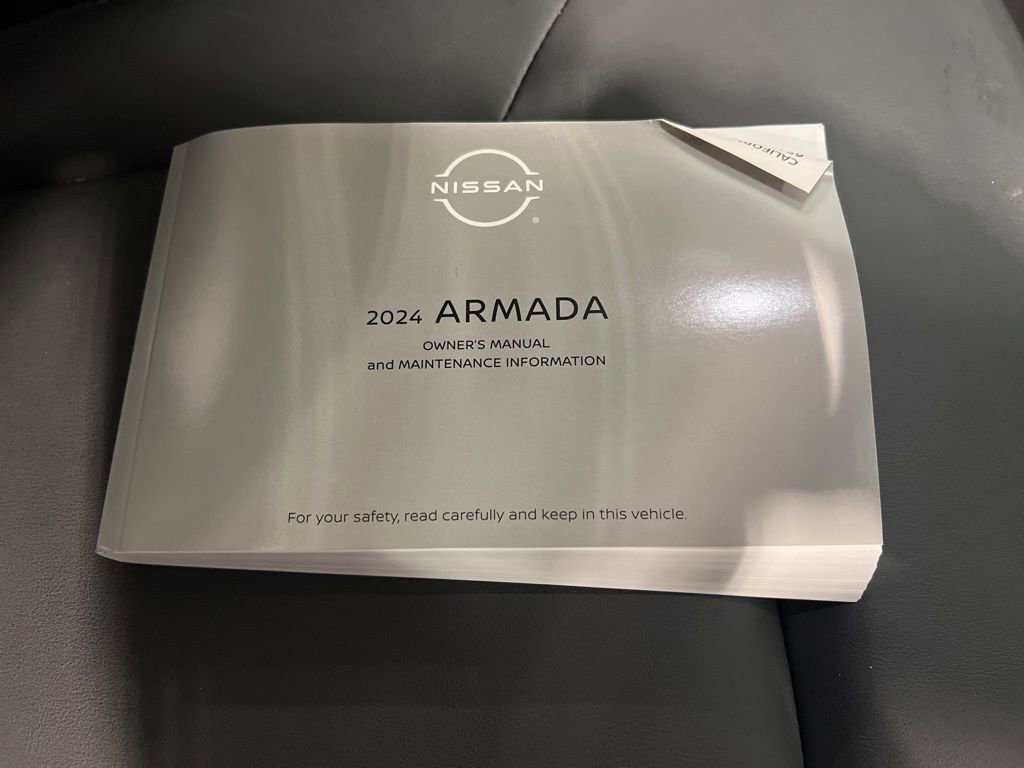 NISSAN
®
2024 ARMADA
OWNER'S MANUAL
and MAINTENANCE INFORMATION
For your safety, read carefully and keep in this vehicle.